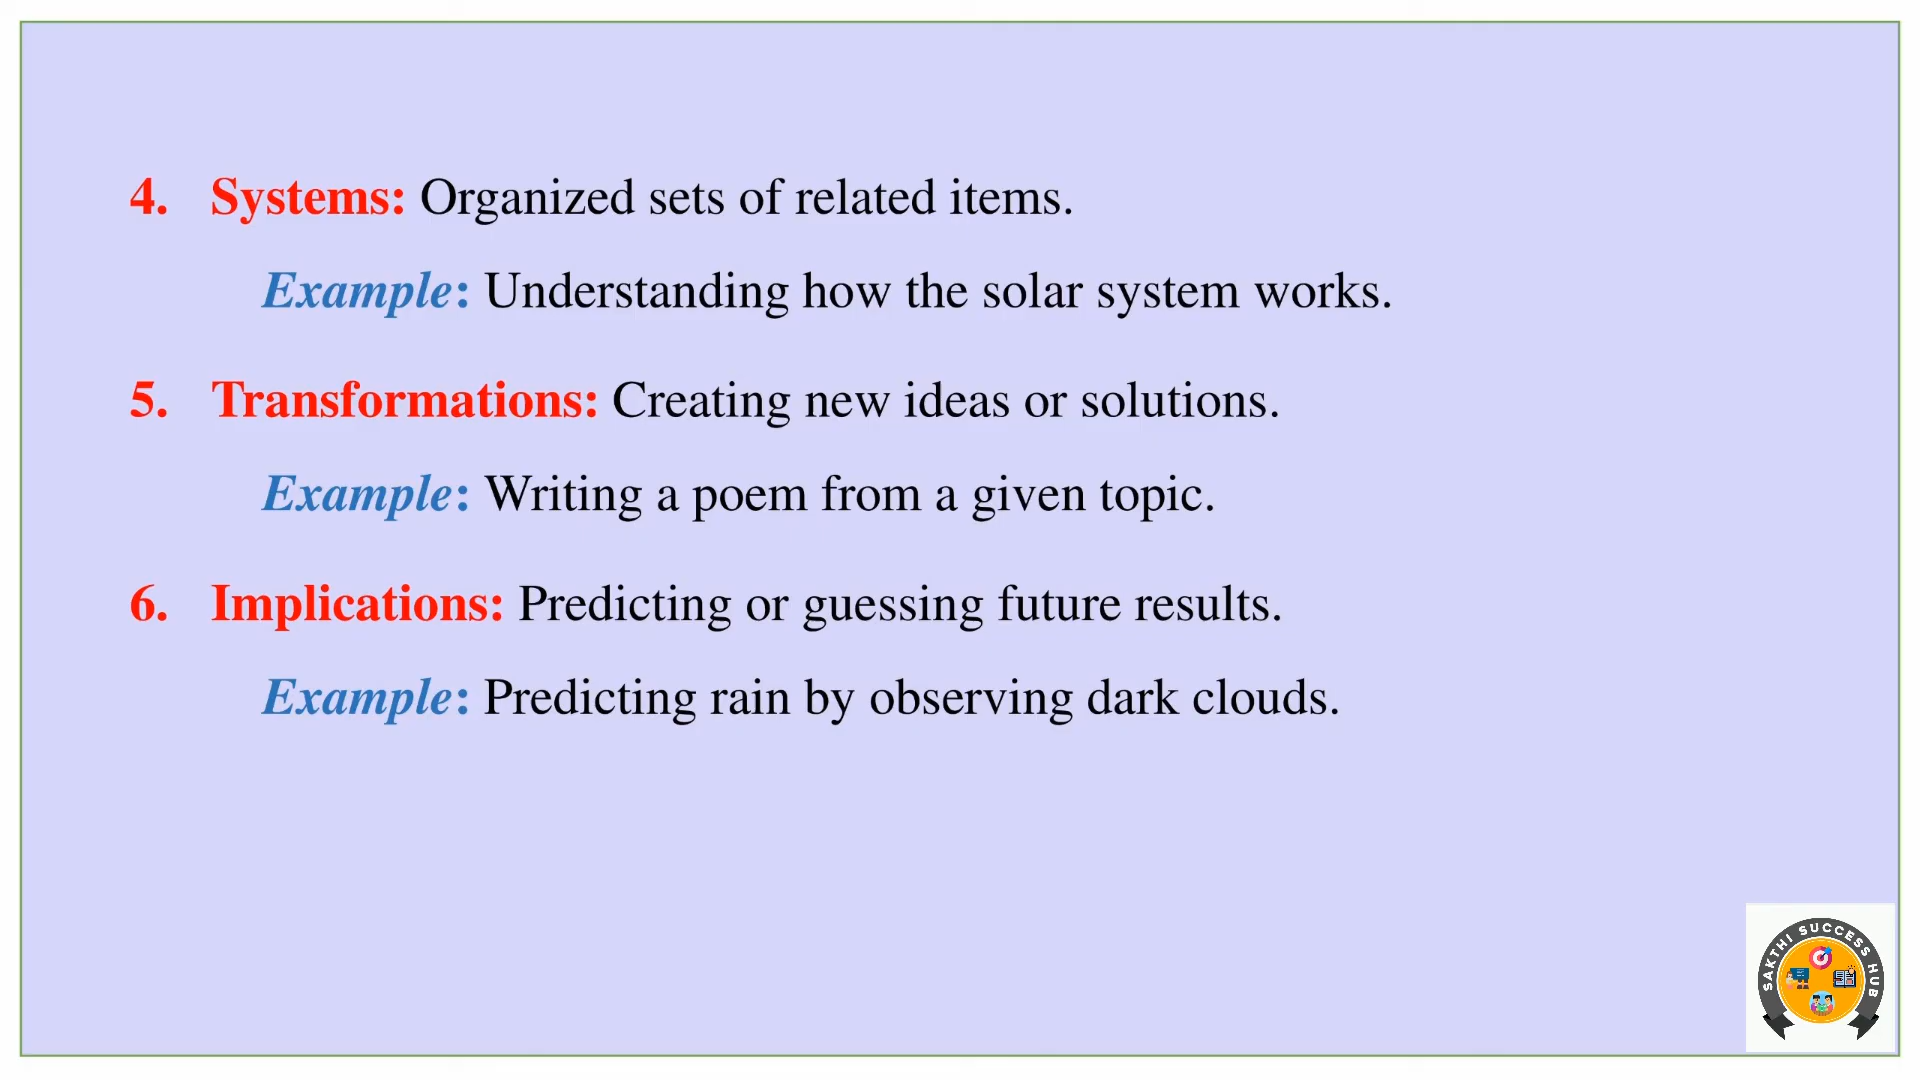 4. Systems: Organized sets of related items.
Example: Understanding how the solar system works.
5. Transformations: Creating new ideas or solutions.
Example: Writing a poem from a given topic.
6. Implications: Predicting or guessing future results.
Example: Predicting rain by observing dark clouds.
SAKTHI SUCCESS HUB